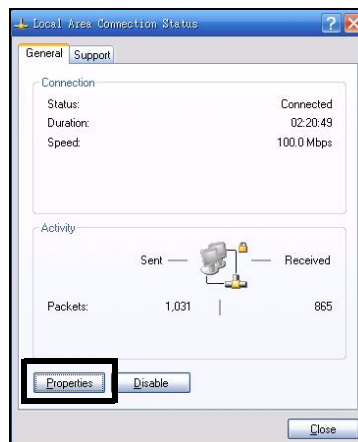 Local Area Connection Status
General Support
Connection
Status: Connected
Duration: 02:20:49
Speed: 100.0 Mbps
Activity
Sent — — Received
Packets: 1,031 | 865
Properties Disable
Close